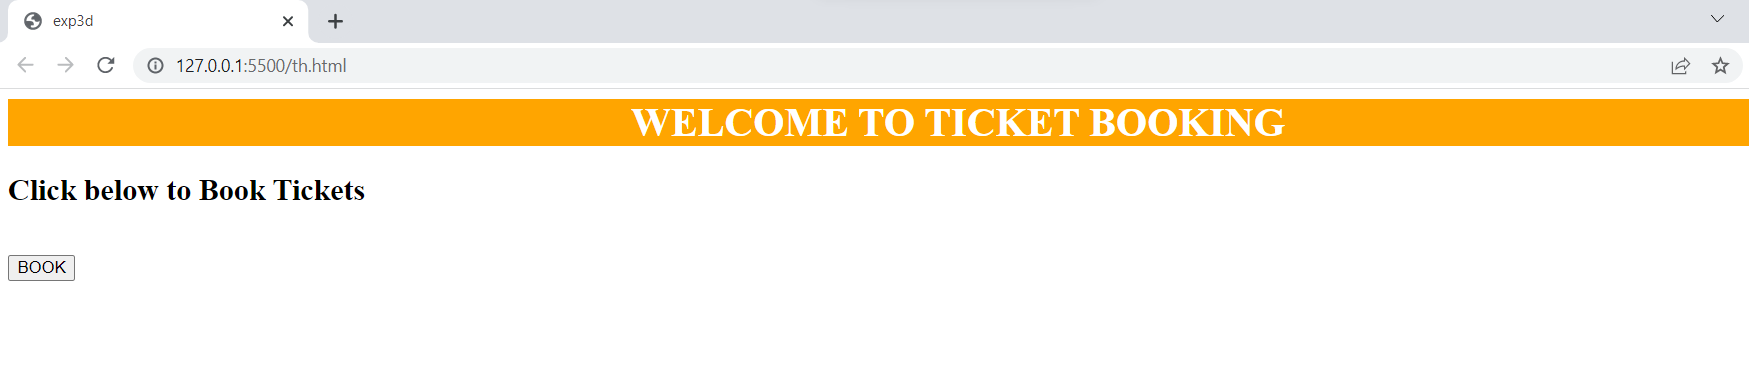 exp3d
127.0.0.1:5500/th.html
WELCOME TO TICKET BOOKING
Click below to Book Tickets
BOOK